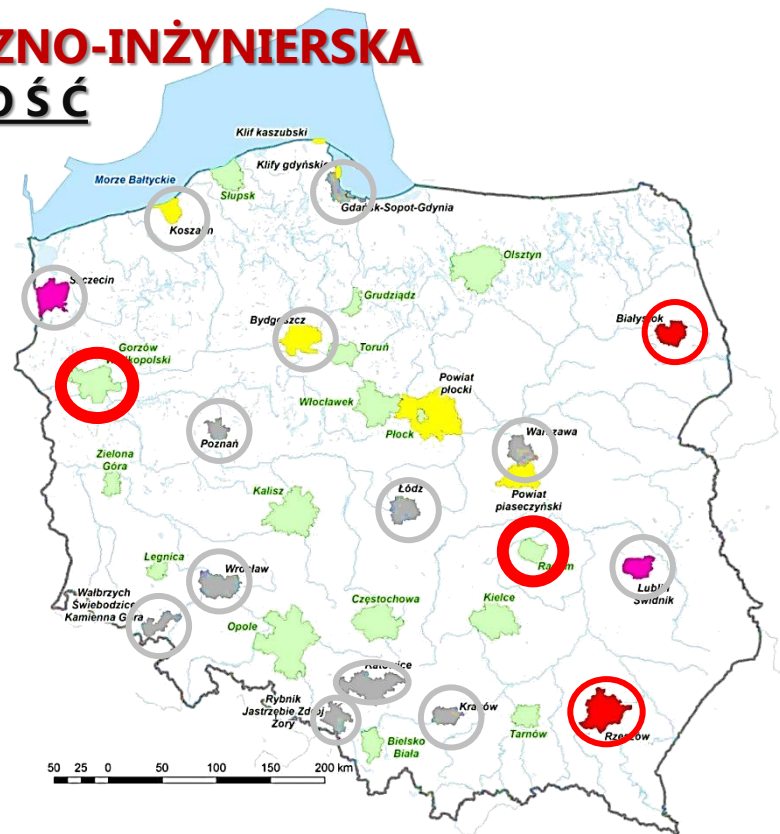 ZNO-INŻYNIERSKA
OŚĆ
Klif kaszubski
Klify gdyńskie
Morze Bałtyckie
Słupsk
Gdańsk-Sopot-Gdynia
Koszalin
Olsztyn
Szczecin
Grudziądz
Bydgoszcz
Białystok
Toruń
Gorzów
Wielkopolski
Powiat
płocki
Włocławek
Płock
Warszawa
Poznań
Zielona
Góra
Łódź
Kalisz
Powiat
piaseczyński
Legnica
Wrocław
Radom
Lublin
Świdnik
Wałbrzych
Świebodzice
Kamienna Góra
Częstochowa
Kielce
Opole
Katowice
Rybnik
Jastrzębie Zdrój
Żory
Kraków
Tarnów
Rzeszów
Bielsko
Biała
50 25 0 50 100 150 200 km